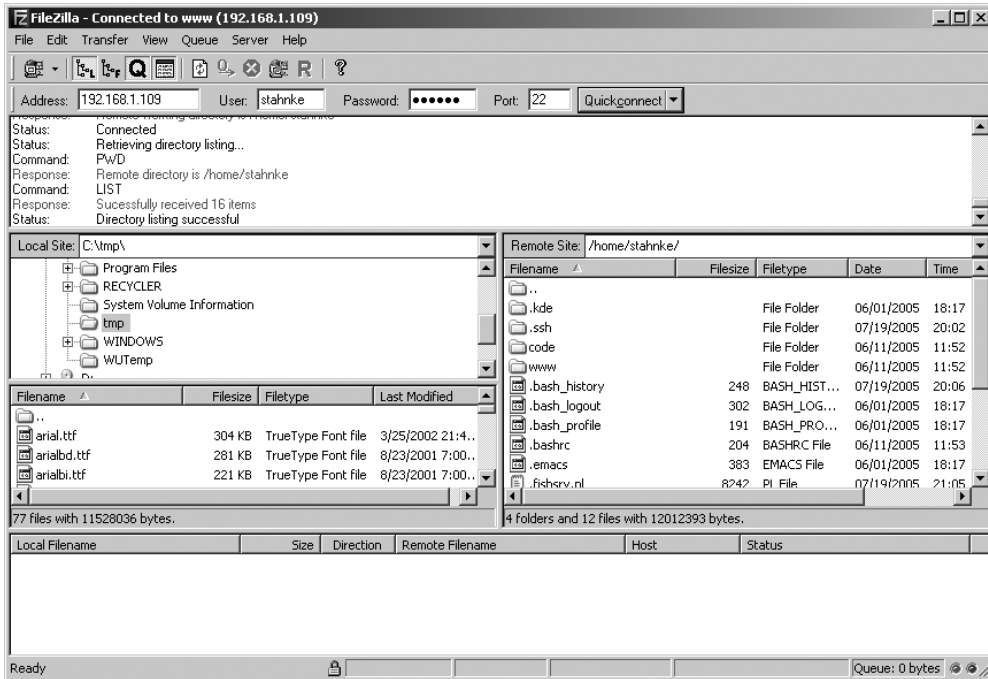 FileZilla - Connected to www (192.168.1.109)
File Edit Transfer View Queue Server Help
Address: 192.168.1.109 User: stahnke Password: ●●●●●● Port: 22 Quickconnect
Status: Connected
Status: Retrieving directory listing...
Command: PWD
Response: Remote directory is /home/stahnke
Command: LIST
Response: Sucessfully received 16 items
Status: Directory listing successful
Local Site: C:\tmp\
Program Files
RECYCLER
System Volume Information
tmp
WINDOWS
WUTemp
Filename Filesize Filetype Last Modified
..
arial.ttf 304 KB TrueType Font file 3/25/2002 21:4..
arialbd.ttf 281 KB TrueType Font file 8/23/2001 7:00..
arialbi.ttf 221 KB TrueType Font file 8/23/2001 7:00..
77 files with 11528036 bytes.
Remote Site: /home/stahnke/
Filename Filesize Filetype Date Time
..
.kde File Folder 06/01/2005 18:17
.ssh File Folder 07/19/2005 20:02
code File Folder 06/11/2005 11:52
www File Folder 06/11/2005 11:52
.bash_history 248 BASH_HIST... 07/19/2005 20:06
.bash_logout 302 BASH_LOG... 06/01/2005 18:17
.bash_profile 191 BASH_PRO... 06/01/2005 18:17
.bashrc 204 BASHRC File 06/11/2005 11:53
.emacs 383 EMACS File 06/01/2005 18:17
.fishsrv.pl 8242 PL File 07/19/2005 21:05
4 folders and 12 files with 12012393 bytes.
Local Filename Size Direction Remote Filename Host Status
Ready Queue: 0 bytes